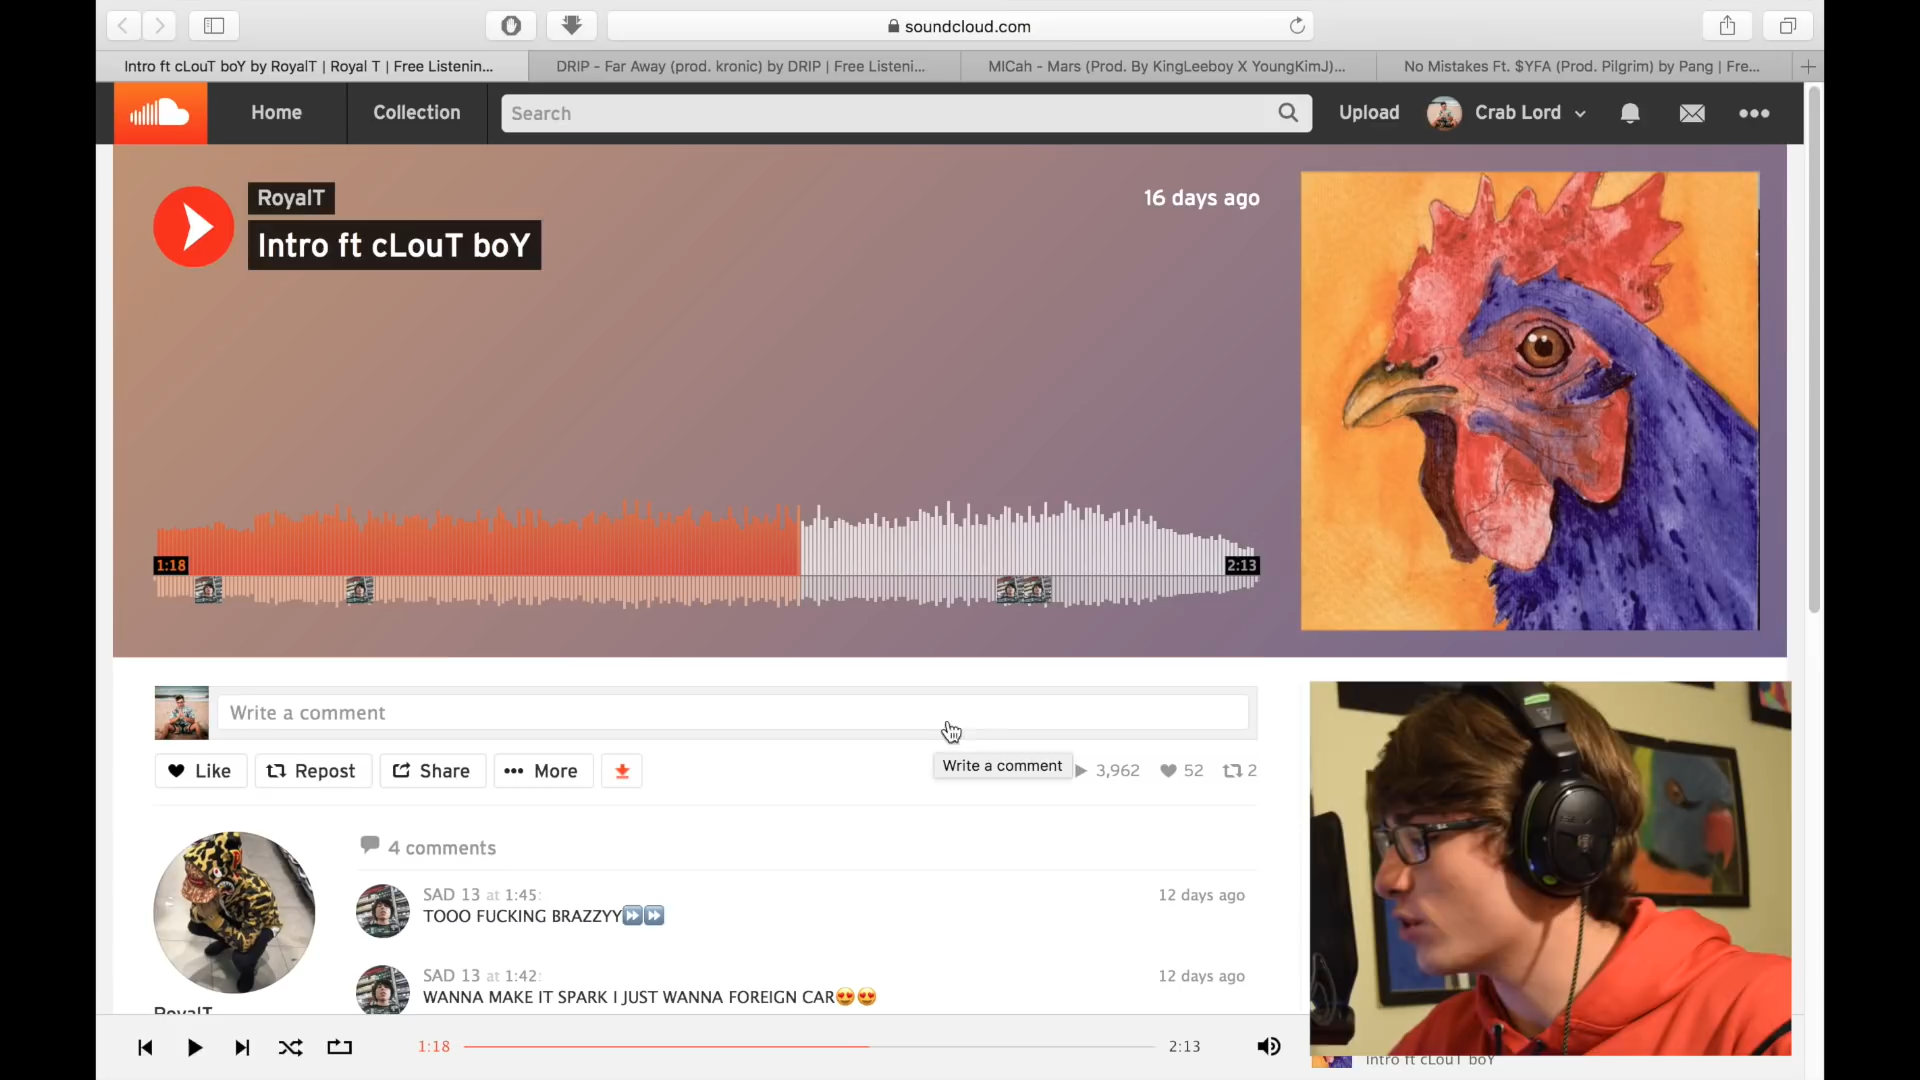 soundcloud.com
Intro ft cLouT boY by RoyalT | Royal T | Free Listenin...
DRIP - Far Away (prod. kronic) by DRIP | Free Listeni...
MICah - Mars (Prod. By KingLeeboy X YoungKimJ)...
No Mistakes Ft. $YFA (Prod. Pilgrim) by Pang | Fre...
Home
Collection
Search
Upload
Crab Lord
RoyalT
16 days ago
Intro ft cLouT boY
1:18
2:13
Write a comment
Like
Repost
Share
More
Write a comment
3,962
52
2
4 comments
SAD 13 at 1:45:
12 days ago
TOOO FUCKING BRAZZYY⏩⏩
SAD 13 at 1:42:
12 days ago
WANNA MAKE IT SPARK I JUST WANNA FOREIGN CAR😍😍
RoyalT
1:18
2:13
Intro ft cLouT boY